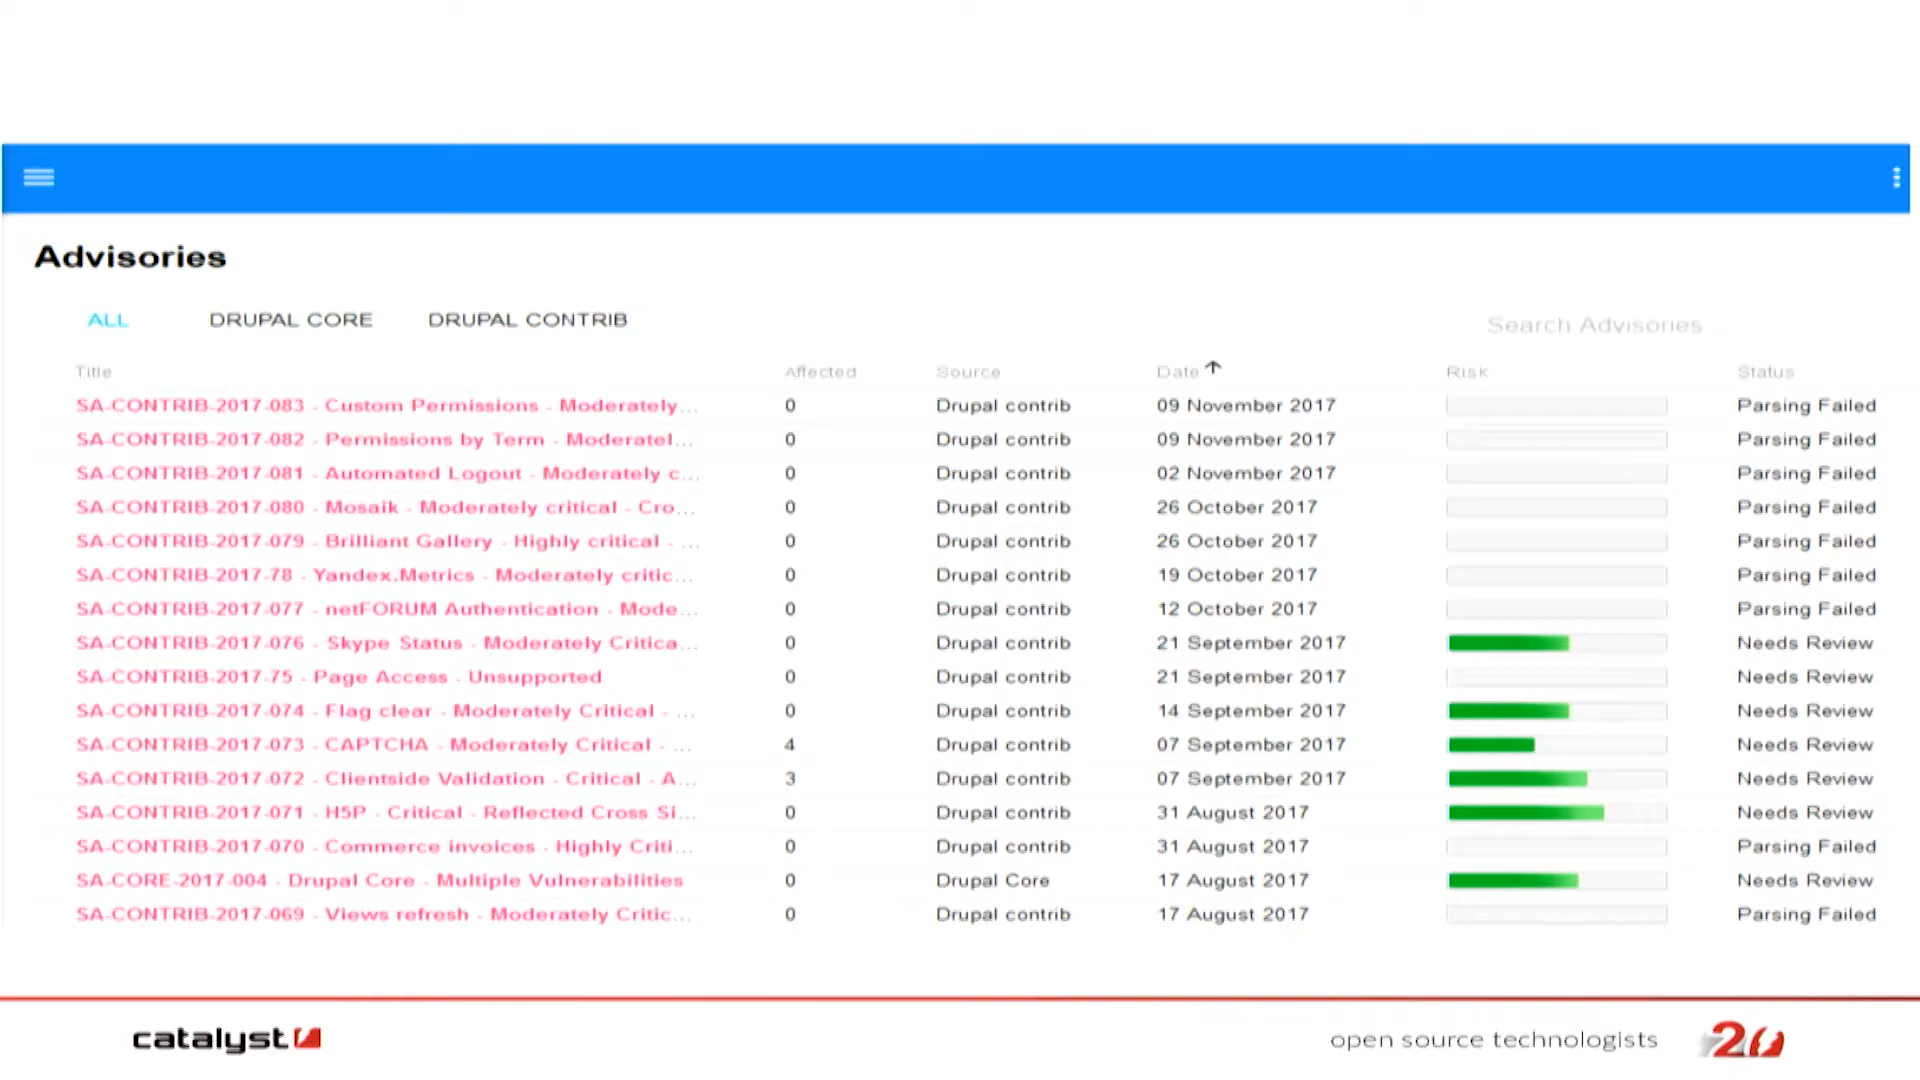 Advisories
ALL DRUPAL CORE DRUPAL CONTRIB
Search Advisories
Title Affected Source Date Risk Status
SA-CONTRIB-2017-083 - Custom Permissions - Moderately... 0 Drupal contrib 09 November 2017 Parsing Failed
SA-CONTRIB-2017-082 - Permissions by Term - Moderatel... 0 Drupal contrib 09 November 2017 Parsing Failed
SA-CONTRIB-2017-081 - Automated Logout - Moderately c... 0 Drupal contrib 02 November 2017 Parsing Failed
SA-CONTRIB-2017-080 - Mosaik - Moderately critical - Cro... 0 Drupal contrib 26 October 2017 Parsing Failed
SA-CONTRIB-2017-079 - Brilliant Gallery - Highly critical - ... 0 Drupal contrib 26 October 2017 Parsing Failed
SA-CONTRIB-2017-78 - Yandex.Metrics - Moderately critic... 0 Drupal contrib 19 October 2017 Parsing Failed
SA-CONTRIB-2017-077 - netFORUM Authentication - Mode... 0 Drupal contrib 12 October 2017 Parsing Failed
SA-CONTRIB-2017-076 - Skype Status - Moderately Critica... 0 Drupal contrib 21 September 2017 Needs Review
SA-CONTRIB-2017-75 - Page Access - Unsupported 0 Drupal contrib 21 September 2017 Needs Review
SA-CONTRIB-2017-074 - Flag clear - Moderately Critical - ... 0 Drupal contrib 14 September 2017 Needs Review
SA-CONTRIB-2017-073 - CAPTCHA - Moderately Critical - ... 4 Drupal contrib 07 September 2017 Needs Review
SA-CONTRIB-2017-072 - Clientside Validation - Critical - A... 3 Drupal contrib 07 September 2017 Needs Review
SA-CONTRIB-2017-071 - H5P - Critical - Reflected Cross Si... 0 Drupal contrib 31 August 2017 Needs Review
SA-CONTRIB-2017-070 - Commerce invoices - Highly Criti... 0 Drupal contrib 31 August 2017 Parsing Failed
SA-CORE-2017-004 - Drupal Core - Multiple Vulnerabilities 0 Drupal Core 17 August 2017 Needs Review
SA-CONTRIB-2017-069 - Views refresh - Moderately Critic... 0 Drupal contrib 17 August 2017 Parsing Failed
catalyst open source technologists 20